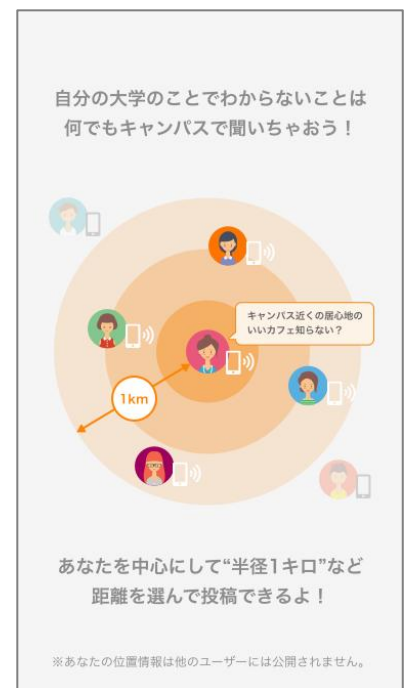 自分の大学のことでわからないことは
何でもキャンパスで聞いちゃおう！
キャンパス近くの居心地の
いいカフェ知らない？
1km
あなたを中心にして“半径1キロ”など
距離を選んで投稿できるよ！
※あなたの位置情報は他のユーザーには公開されません。